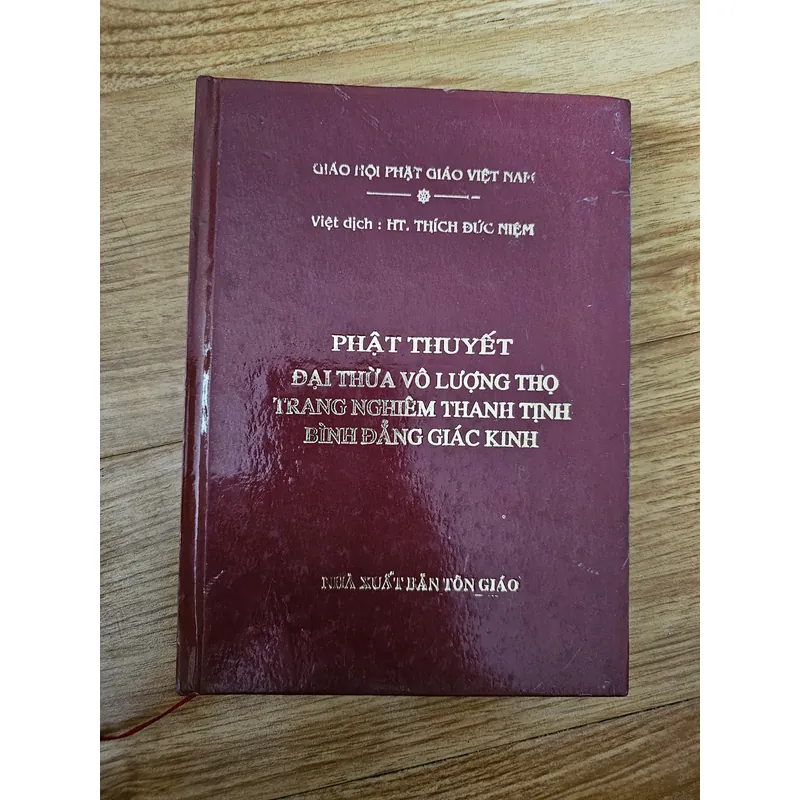 GIÁO HỘI PHẬT GIÁO VIỆT NAM
Việt dịch : HT. THÍCH ĐỨC NIỆM
PHẬT THUYẾT
ĐẠI THỪA VÔ LƯỢNG THỌ
TRANG NGHIÊM THANH TỊNH
BÌNH ĐẲNG GIÁC KINH
NHÀ XUẤT BẢN TÔN GIÁO